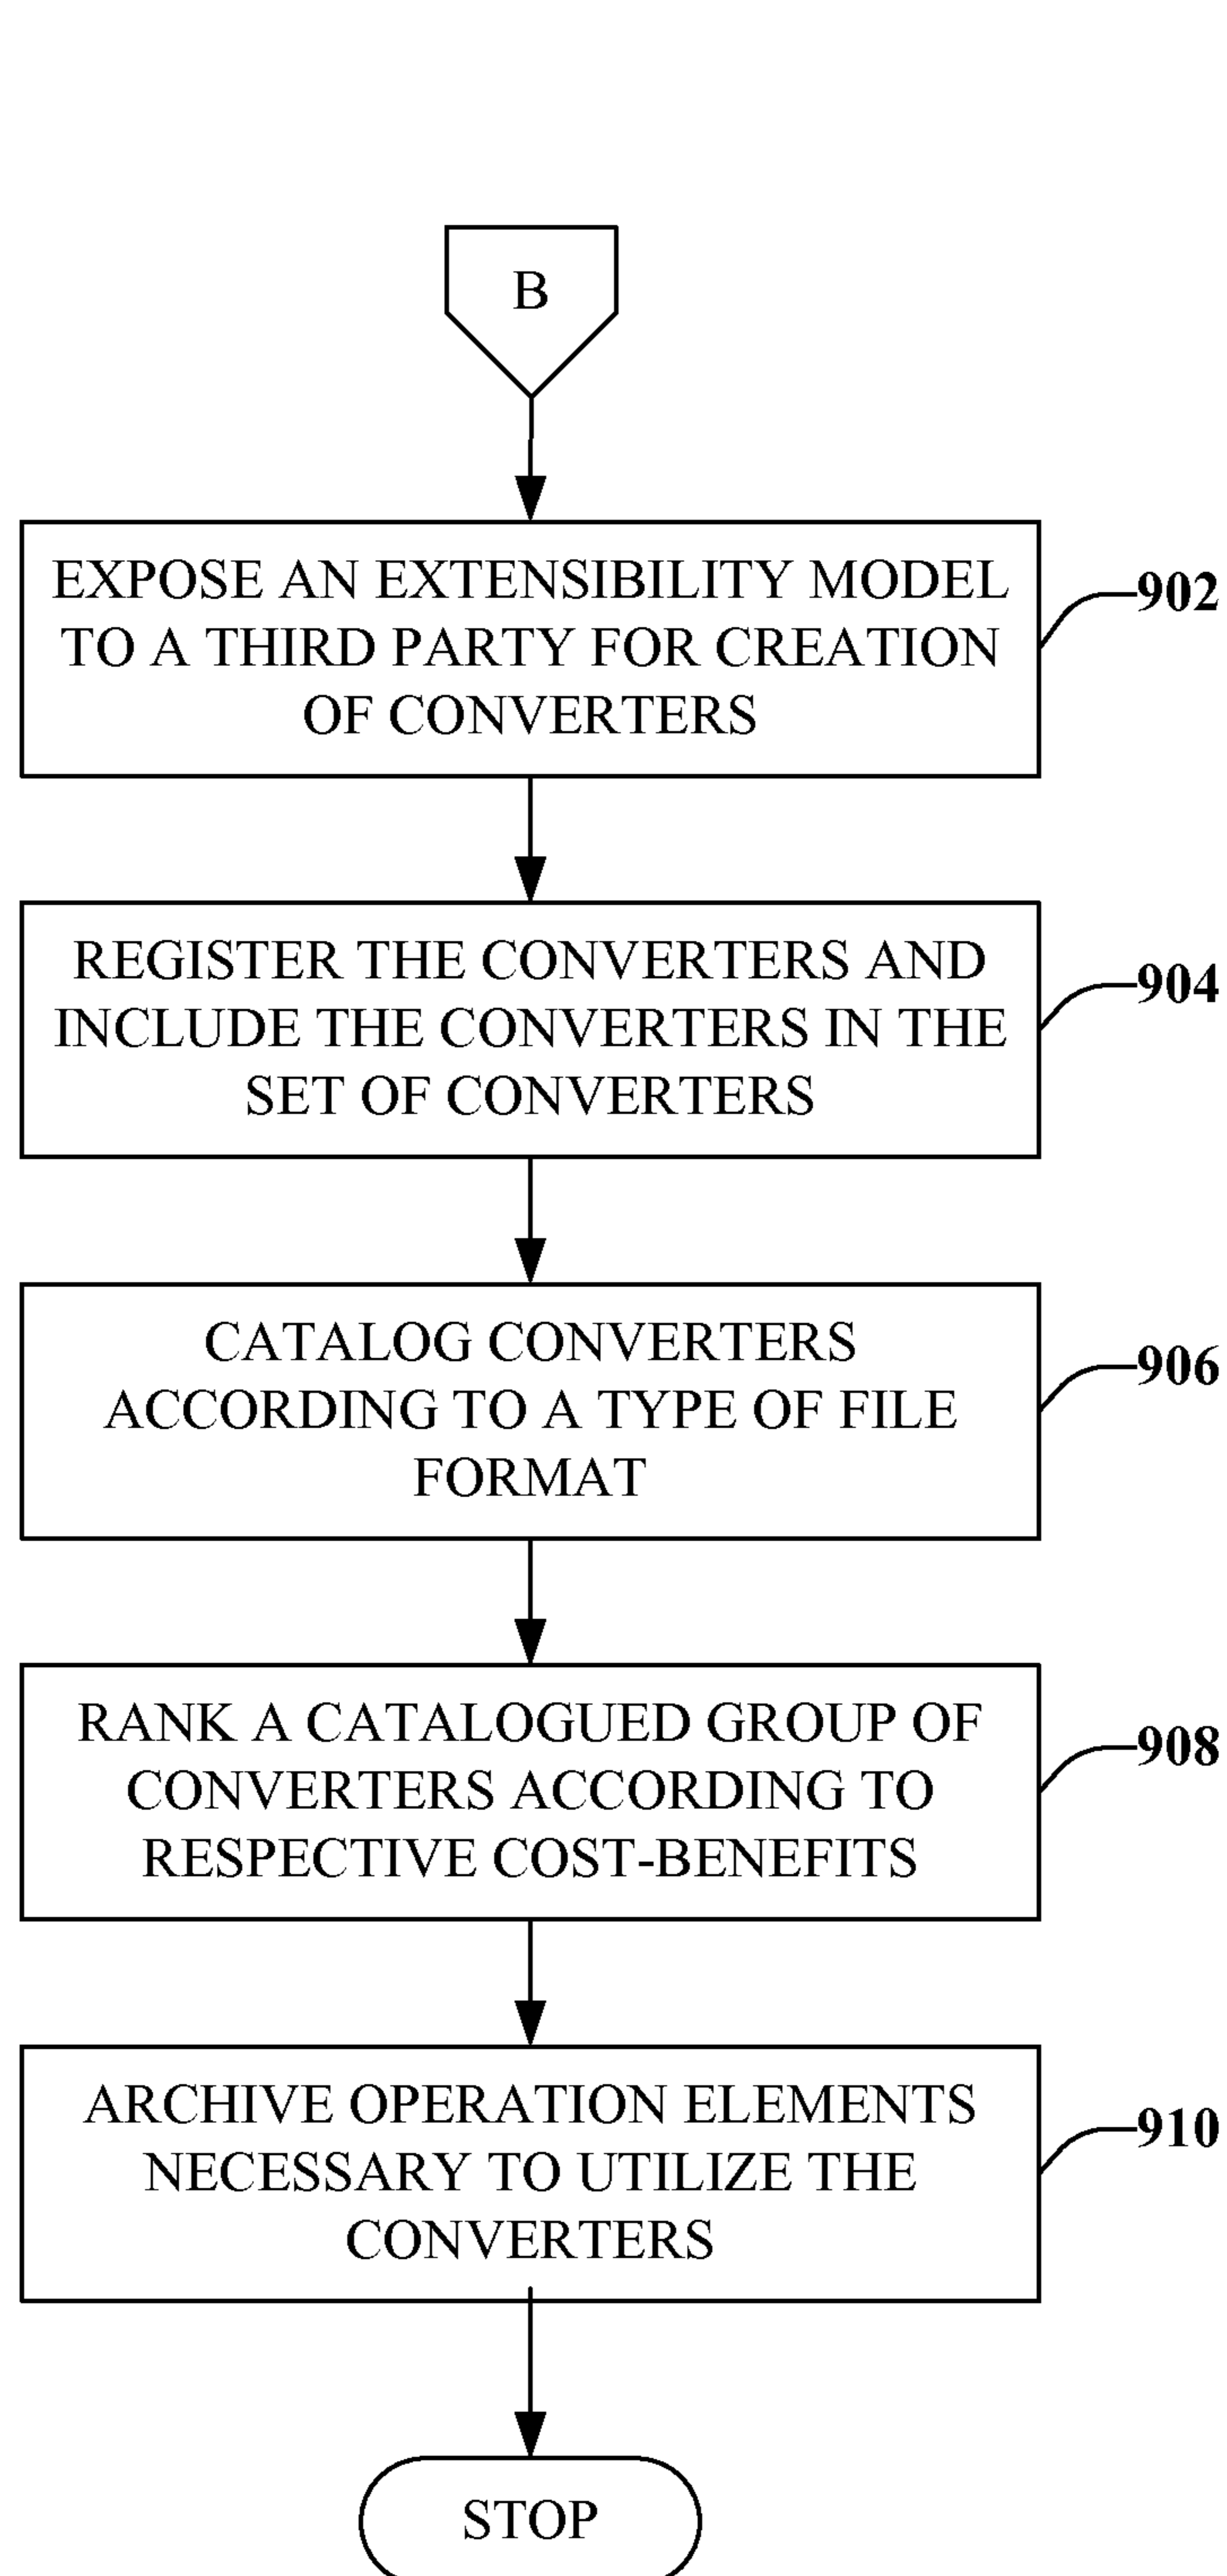 B
EXPOSE AN EXTENSIBILITY MODEL
TO A THIRD PARTY FOR CREATION
OF CONVERTERS
902
REGISTER THE CONVERTERS AND
INCLUDE THE CONVERTERS IN THE
SET OF CONVERTERS
904
CATALOG CONVERTERS
ACCORDING TO A TYPE OF FILE
FORMAT
906
RANK A CATALOGUED GROUP OF
CONVERTERS ACCORDING TO
RESPECTIVE COST-BENEFITS
908
ARCHIVE OPERATION ELEMENTS
NECESSARY TO UTILIZE THE
CONVERTERS
910
STOP